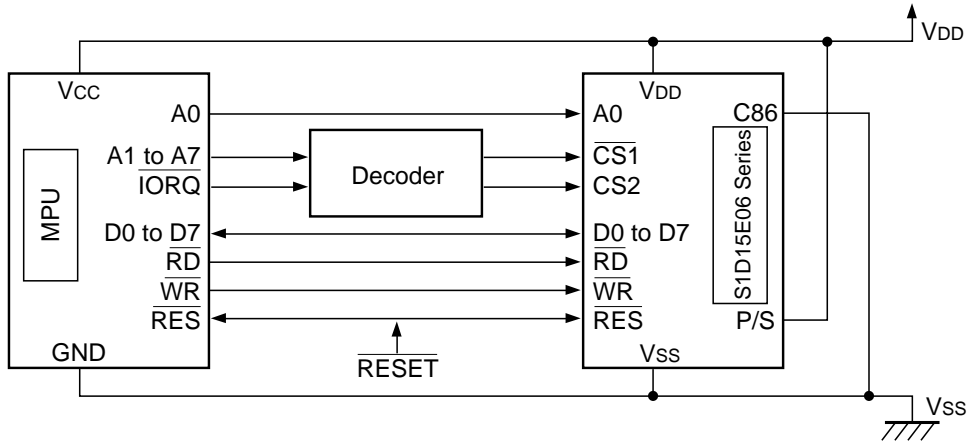 VDD
VCC
VDD
A0
A0
C86
A1 to A7
CS1
IORQ
Decoder
CS2
MPU
S1D15E06 Series
D0 to D7
D0 to D7
RD
RD
WR
WR
RES
RES
P/S
GND
RESET
VSS
VSS